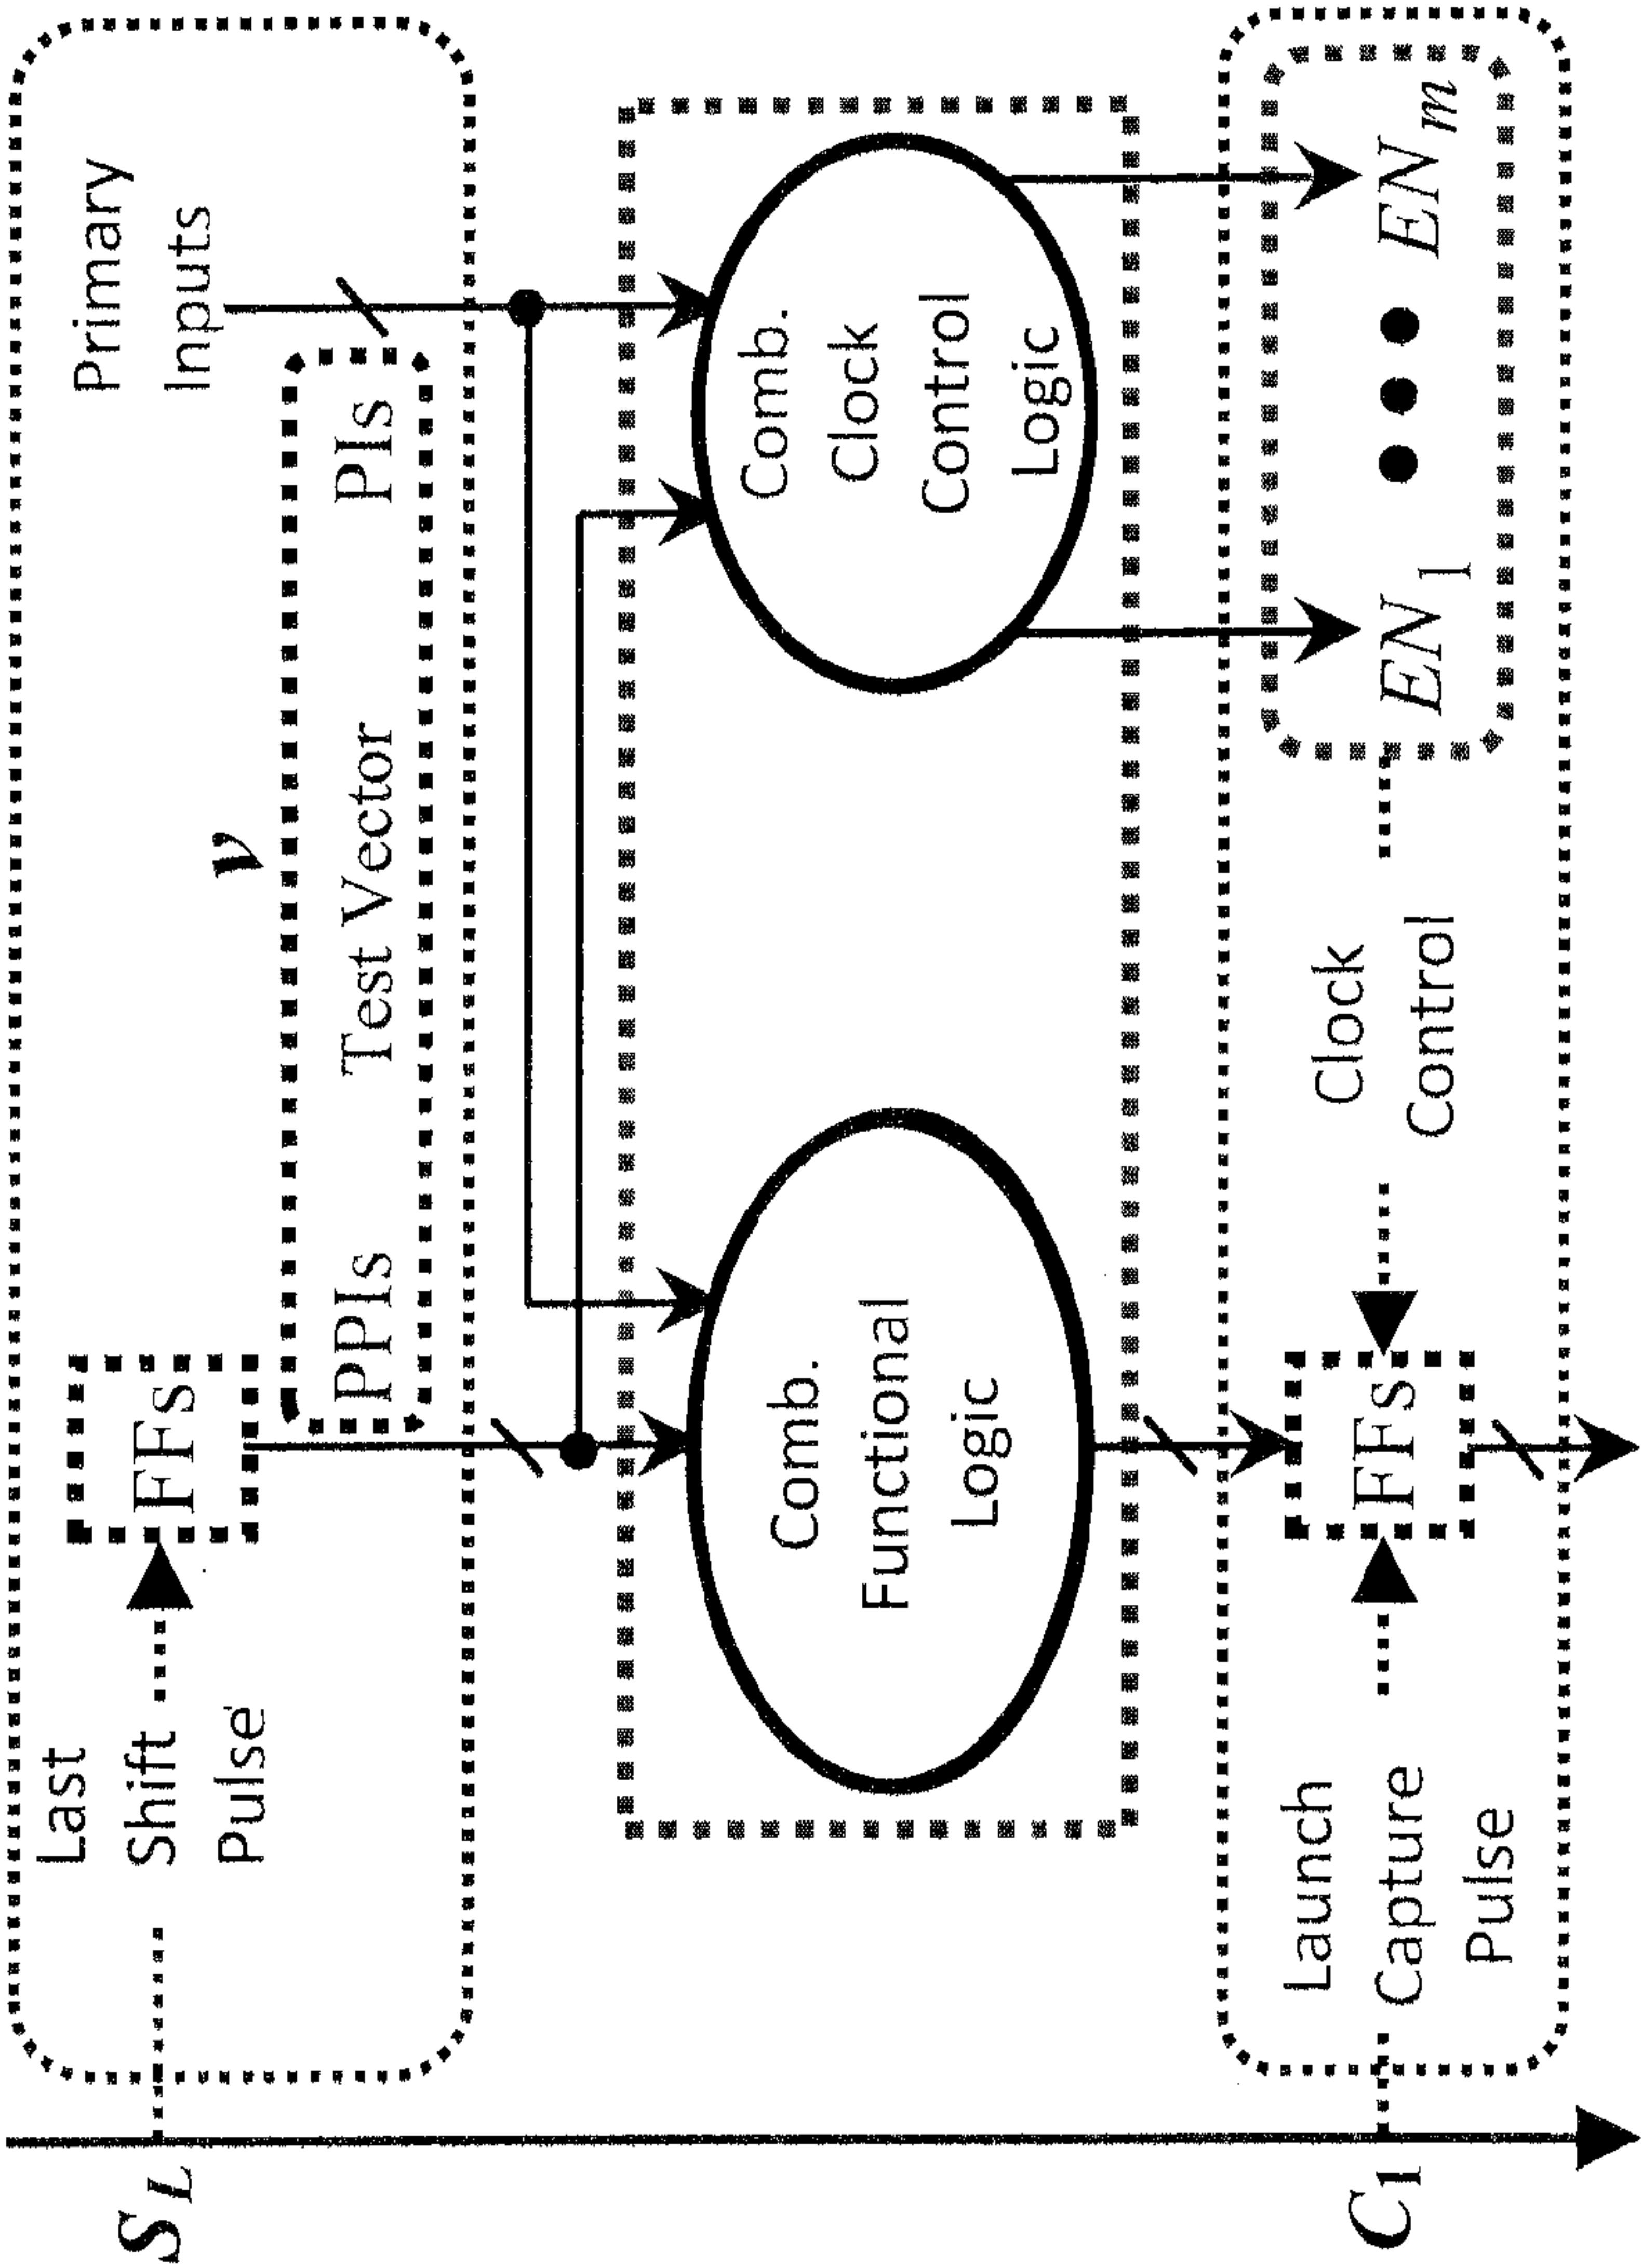 S_L
Last
Shift
Pulse
FFs
Primary
Inputs
v
PPIs Test Vector PIs
Comb.
Functional
Logic
Comb.
Clock
Control
Logic
C1
Launch
Capture
Pulse
FFs
Clock
Control
EN_1 ● ● ● EN_m